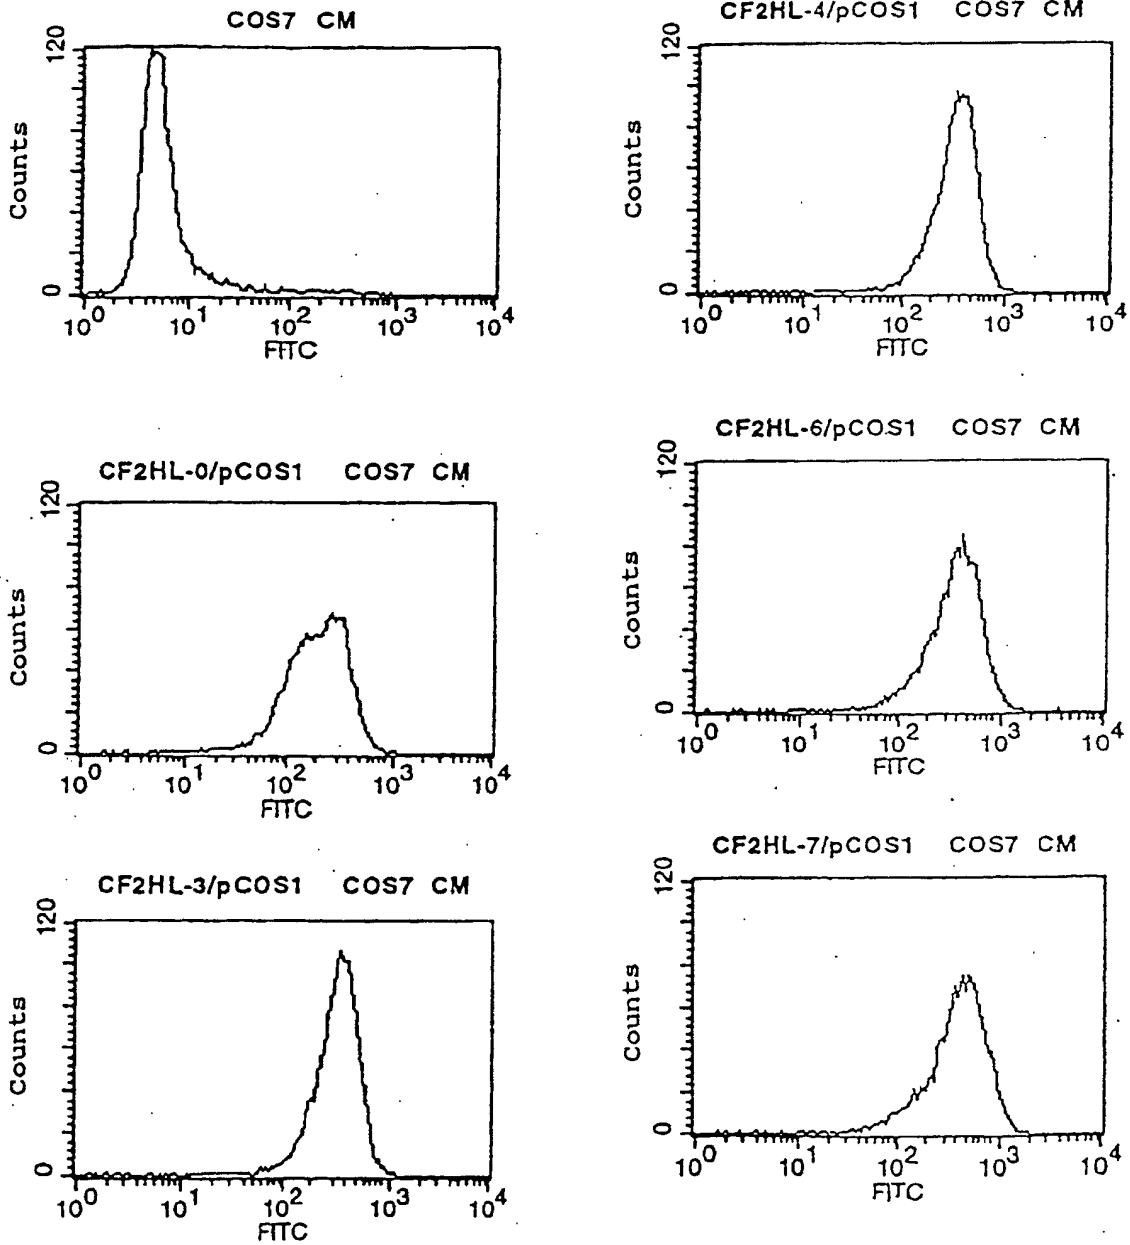 COS7 CM
120
Counts
0
10^0 10^1 10^2 10^3 10^4
FITC
CF2HL-0/pCOS1 COS7 CM
120
Counts
0
10^0 10^1 10^2 10^3 10^4
FITC
CF2HL-3/pCOS1 COS7 CM
120
Counts
0
10^0 10^1 10^2 10^3 10^4
FITC
CF2HL-4/pCOS1 COS7 CM
120
Counts
0
10^0 10^1 10^2 10^3 10^4
FITC
CF2HL-6/pCOS1 COS7 CM
120
Counts
0
10^0 10^1 10^2 10^3 10^4
FITC
CF2HL-7/pCOS1 COS7 CM
120
Counts
0
10^0 10^1 10^2 10^3 10^4
FITC